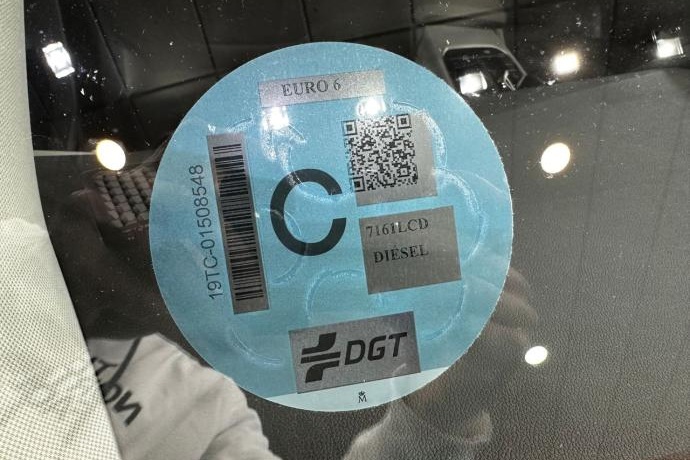 EURO 6
19TC-01508548
C
7161LCD
DIESEL
DGT
M